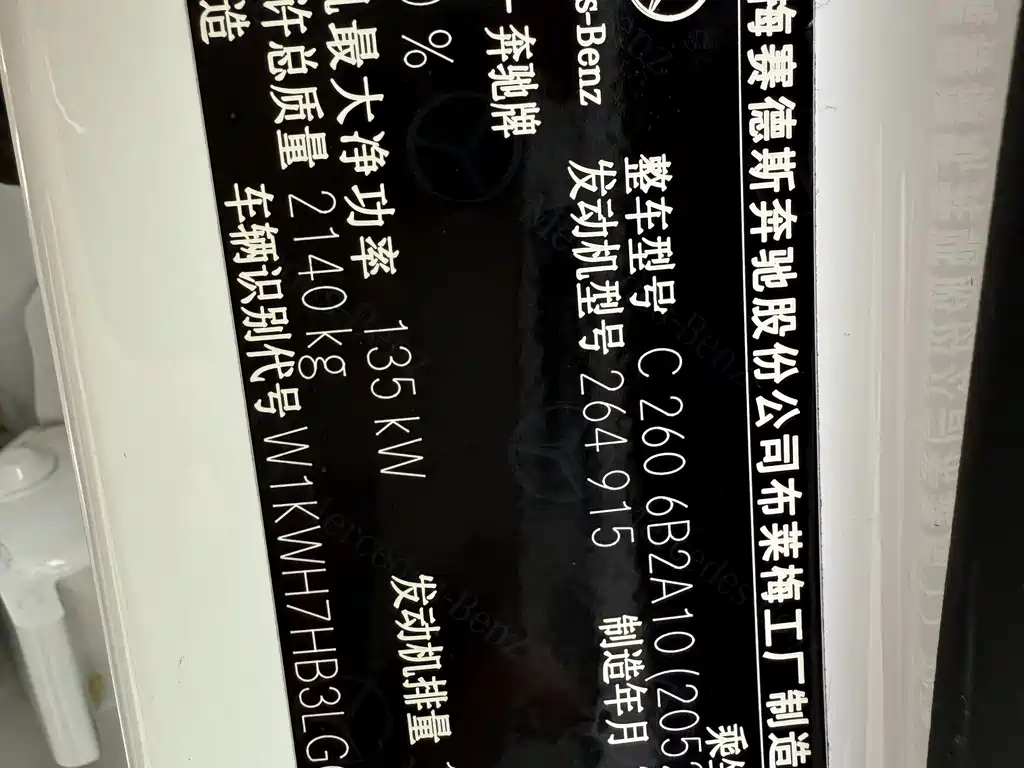 梅赛德斯奔驰股份公司布莱梅工厂制造
整车型号 C 260 6B2A10(205
发动机型号 264 915 制造年月
s-Benz
奔驰牌
% 发动机排量
最大净功率 135 kW
许总质量 2140 kg
车辆识别代号 W1KWH7HB3LG
造